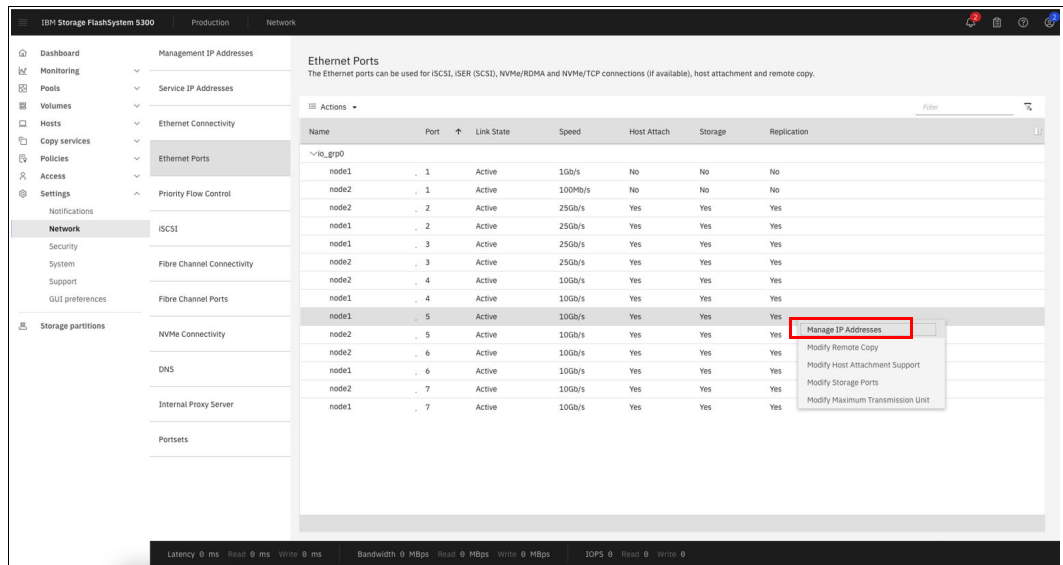 IBM Storage FlashSystem 5300 Production Network 2 2
Dashboard
Monitoring
Pools
Volumes
Hosts
Copy services
Policies
Access
Settings
Notifications
Network
Security
System
Support
GUI preferences
Storage partitions
Management IP Addresses
Service IP Addresses
Ethernet Connectivity
Ethernet Ports
Priority Flow Control
iSCSI
Fibre Channel Connectivity
Fibre Channel Ports
NVMe Connectivity
DNS
Internal Proxy Server
Portsets
Ethernet Ports
The Ethernet ports can be used for iSCSI, iSER (SCSI), NVMe/RDMA and NVMe/TCP connections (if available), host attachment and remote copy.
Actions Filter
Name Port Link State Speed Host Attach Storage Replication
io_grp0
node1 1 Active 1Gb/s No No No
node2 1 Active 100Mb/s No No No
node2 2 Active 25Gb/s Yes Yes Yes
node1 2 Active 25Gb/s Yes Yes Yes
node1 3 Active 25Gb/s Yes Yes Yes
node2 3 Active 25Gb/s Yes Yes Yes
node2 4 Active 10Gb/s Yes Yes Yes
node1 4 Active 10Gb/s Yes Yes Yes
node1 5 Active 10Gb/s Yes Yes Yes
node2 5 Active 10Gb/s Yes Yes Yes
node2 6 Active 10Gb/s Yes Yes Yes
node1 6 Active 10Gb/s Yes Yes Yes
node2 7 Active 10Gb/s Yes Yes Yes
node1 7 Active 10Gb/s Yes Yes Yes
Manage IP Addresses
Modify Remote Copy
Modify Host Attachment Support
Modify Storage Ports
Modify Maximum Transmission Unit
Latency 0 ms Read 0 ms Write 0 ms Bandwidth 0 MBps Read 0 MBps Write 0 MBps IOPS 0 Read 0 Write 0